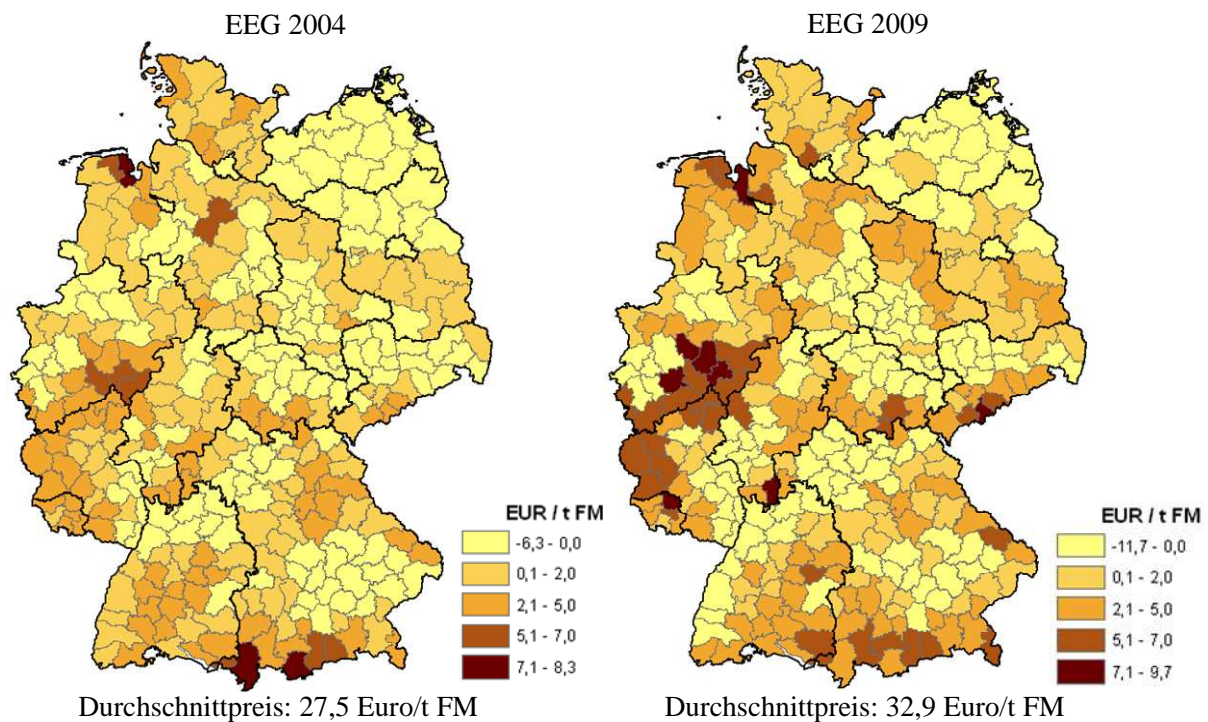 EEG 2004
EUR / t FM
-6,3 - 0,0
0,1 - 2,0
2,1 - 5,0
5,1 - 7,0
7,1 - 8,3
Durchschnittpreis: 27,5 Euro/t FM
EEG 2009
EUR / t FM
-11,7 - 0,0
0,1 - 2,0
2,1 - 5,0
5,1 - 7,0
7,1 - 9,7
Durchschnittpreis: 32,9 Euro/t FM